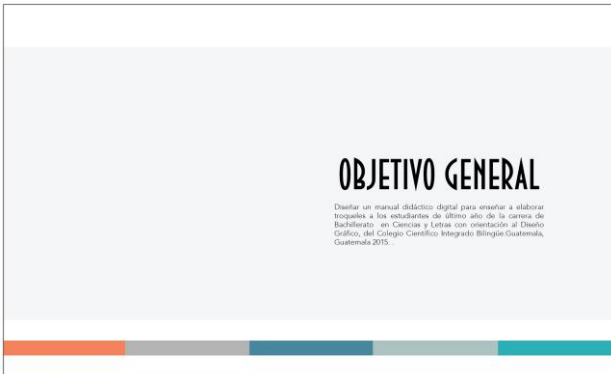 OBJETIVO GENERAL
Diseñar un manual didáctico digital para enseñar a elaborar
troqueles a los estudiantes de último año de la carrera de
Bachillerato en Ciencias y Letras con orientación al Diseño
Gráfico, del Colegio Científico Integrado Bilingüe.Guatemala,
Guatemala 2015. .